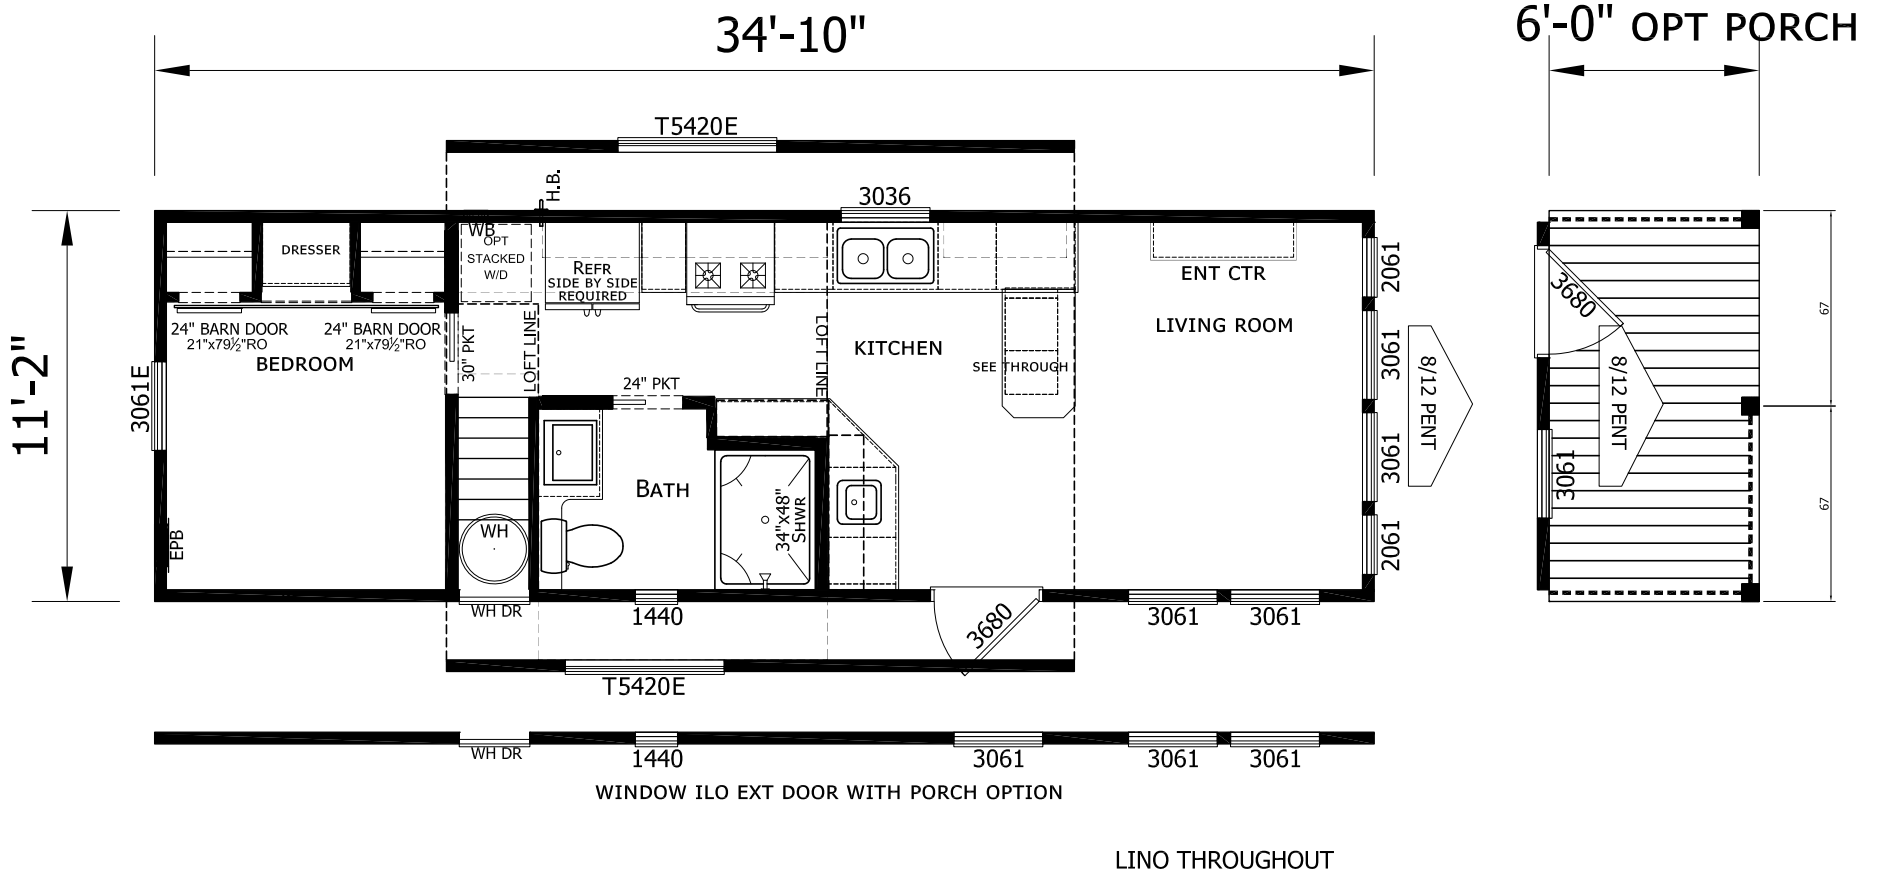 34'-10"
6'-0" OPT PORCH
T5420E
H.B.
3036
WB
OPT
STACKED
W/D
DRESSER
REFR
SIDE BY SIDE
REQUIRED
ENT CTR
2061
3680
67
24" BARN DOOR
21"x79½"RO
24" BARN DOOR
21"x79½"RO
BEDROOM
30" PKT
LOFT LINE
LOFT LINE
KITCHEN
LIVING ROOM
SEE THROUGH
3061
8/12 PENT
8/12 PENT
11'-2"
3061E
24" PKT
BATH
34"x48"
SHWR
3061
3061
67
EPB
WH
2061
WH DR
1440
3680
3061
3061
T5420E
WH DR
1440
3061
3061
3061
WINDOW ILO EXT DOOR WITH PORCH OPTION
LINO THROUGHOUT